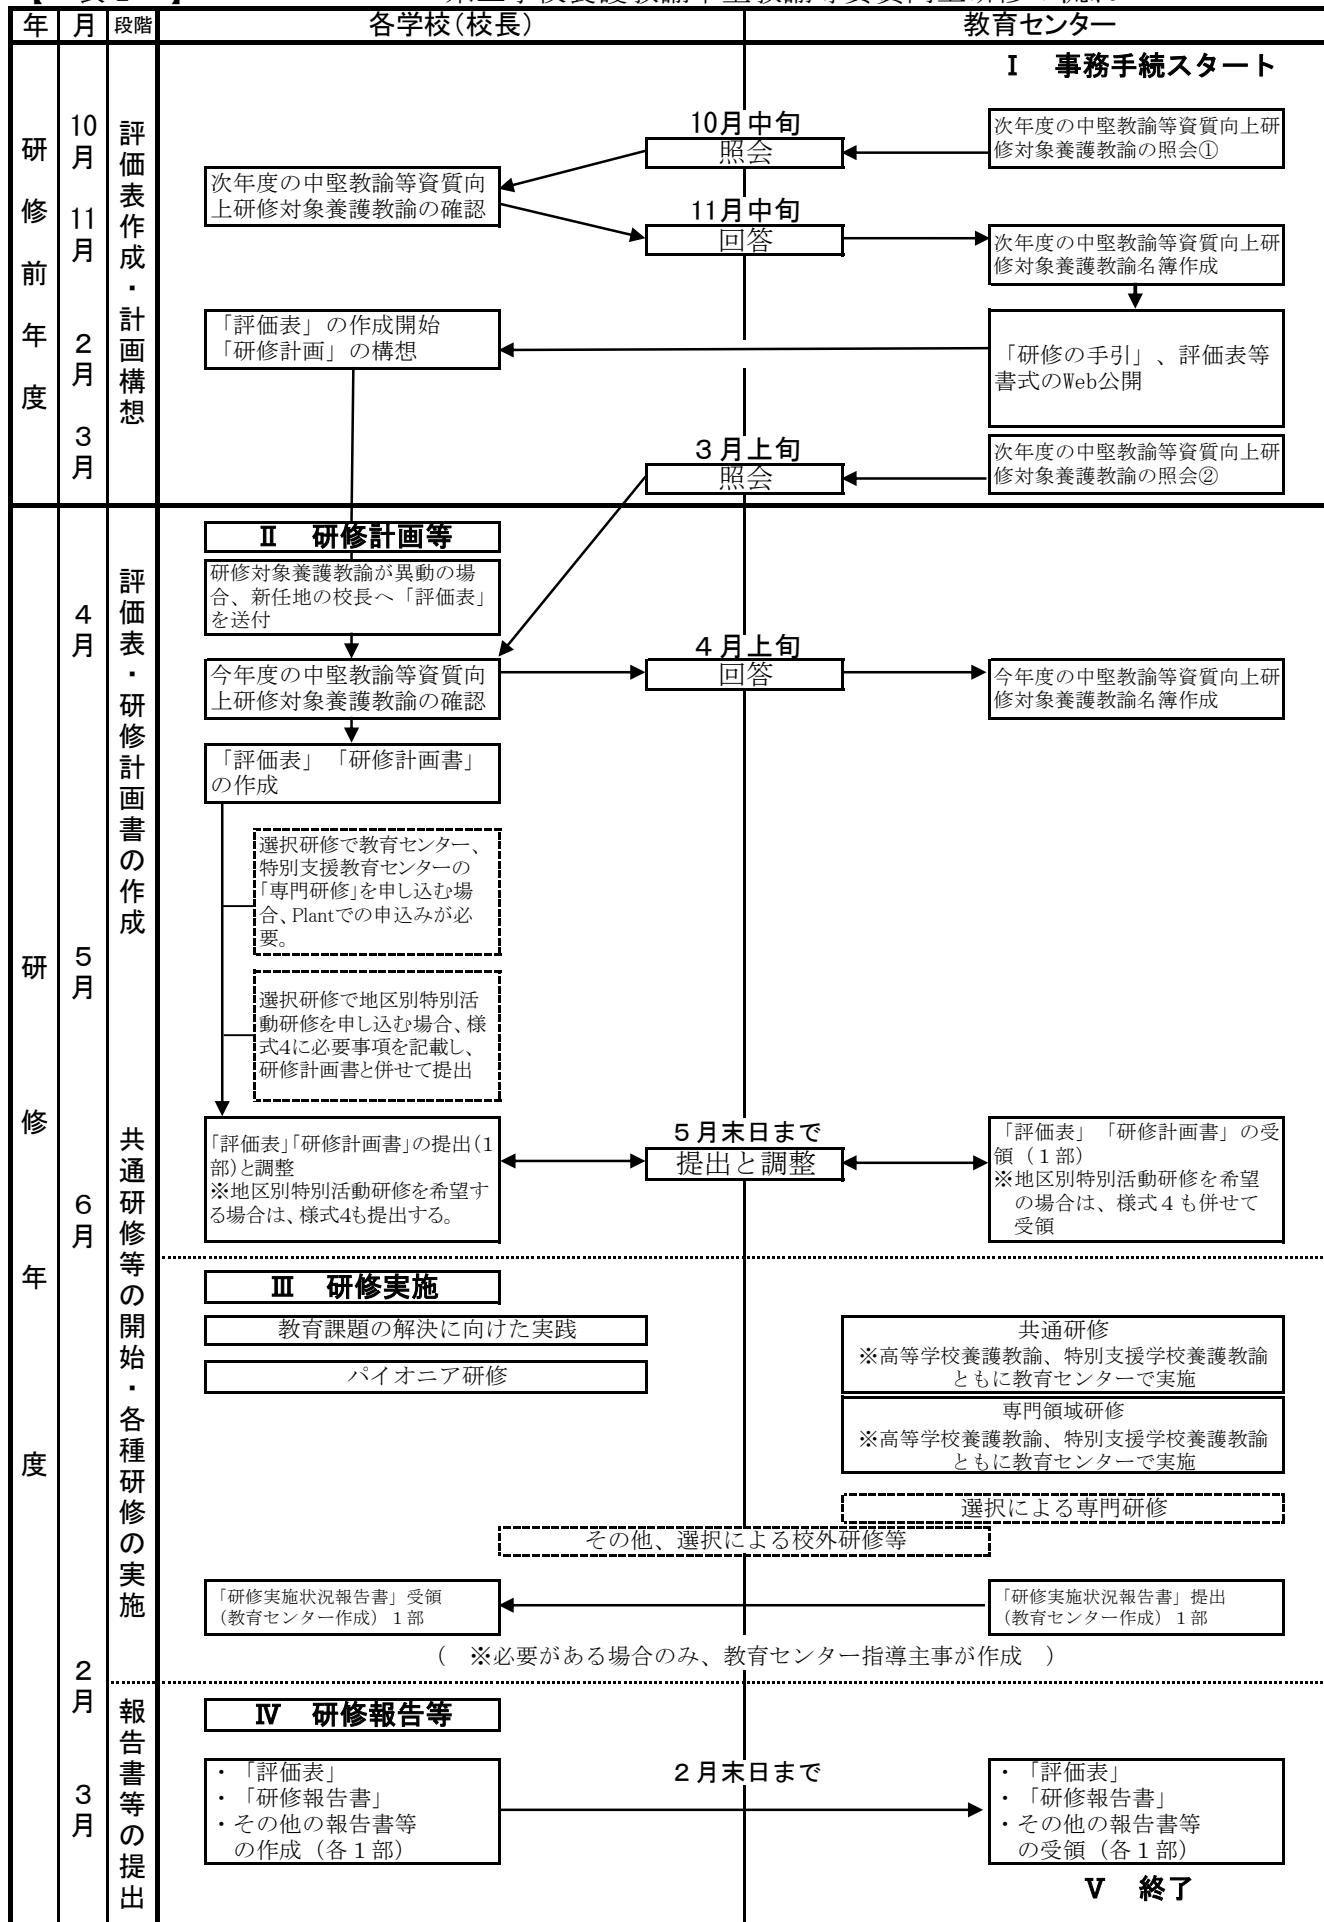 年
月
段階
各学校(校長)
教育センター
Ⅰ　事務手続スタート
研修前年度
10月
11月
２月
３月
評価表作成・計画構想
10月中旬
照会
次年度の中堅教諭等資質向上研
修対象養護教諭の照会①
次年度の中堅教諭等資質向
上研修対象養護教諭の確認
11月中旬
回答
次年度の中堅教諭等資質向上研
修対象養護教諭名簿作成
「評価表」の作成開始
「研修計画」の構想
「研修の手引」、評価表等
書式のWeb公開
３月上旬
照会
次年度の中堅教諭等資質向上研
修対象養護教諭の照会②
研修年度
４月
５月
６月
２月
３月
評価表・研修計画書の作成
Ⅱ　研修計画等
研修対象養護教諭が異動の場
合、新任地の校長へ「評価表」
を送付
今年度の中堅教諭等資質向
上研修対象養護教諭の確認
４月上旬
回答
今年度の中堅教諭等資質向上研
修対象養護教諭名簿作成
「評価表」「研修計画書」
の作成
選択研修で教育センター、
特別支援教育センターの
「専門研修」を申し込む場
合、Plantでの申込みが必
要。
選択研修で地区別特別活
動研修を申し込む場合、様
式4に必要事項を記載し、
研修計画書と併せて提出
「評価表」「研修計画書」の提出(1
部)と調整
※地区別特別活動研修を希望す
る場合は、様式4も提出する。
５月末日まで
提出と調整
「評価表」「研修計画書」の受
領（１部）
※地区別特別活動研修を希望
の場合は、様式４も併せて
受領
共通研修等の開始・各種研修の実施
Ⅲ　研修実施
教育課題の解決に向けた実践
パイオニア研修
共通研修
※高等学校養護教諭、特別支援学校養護教諭
ともに教育センターで実施
専門領域研修
※高等学校養護教諭、特別支援学校養護教諭
ともに教育センターで実施
選択による専門研修
その他、選択による校外研修等
「研修実施状況報告書」受領
（教育センター作成）１部
「研修実施状況報告書」提出
（教育センター作成）１部
（　※必要がある場合のみ、教育センター指導主事が作成　）
報告書等の提出
Ⅳ　研修報告等
・「評価表」
・「研修報告書」
・その他の報告書等
の作成（各１部）
２月末日まで
・「評価表」
・「研修報告書」
・その他の報告書等
の受領（各１部）
Ⅴ　終了